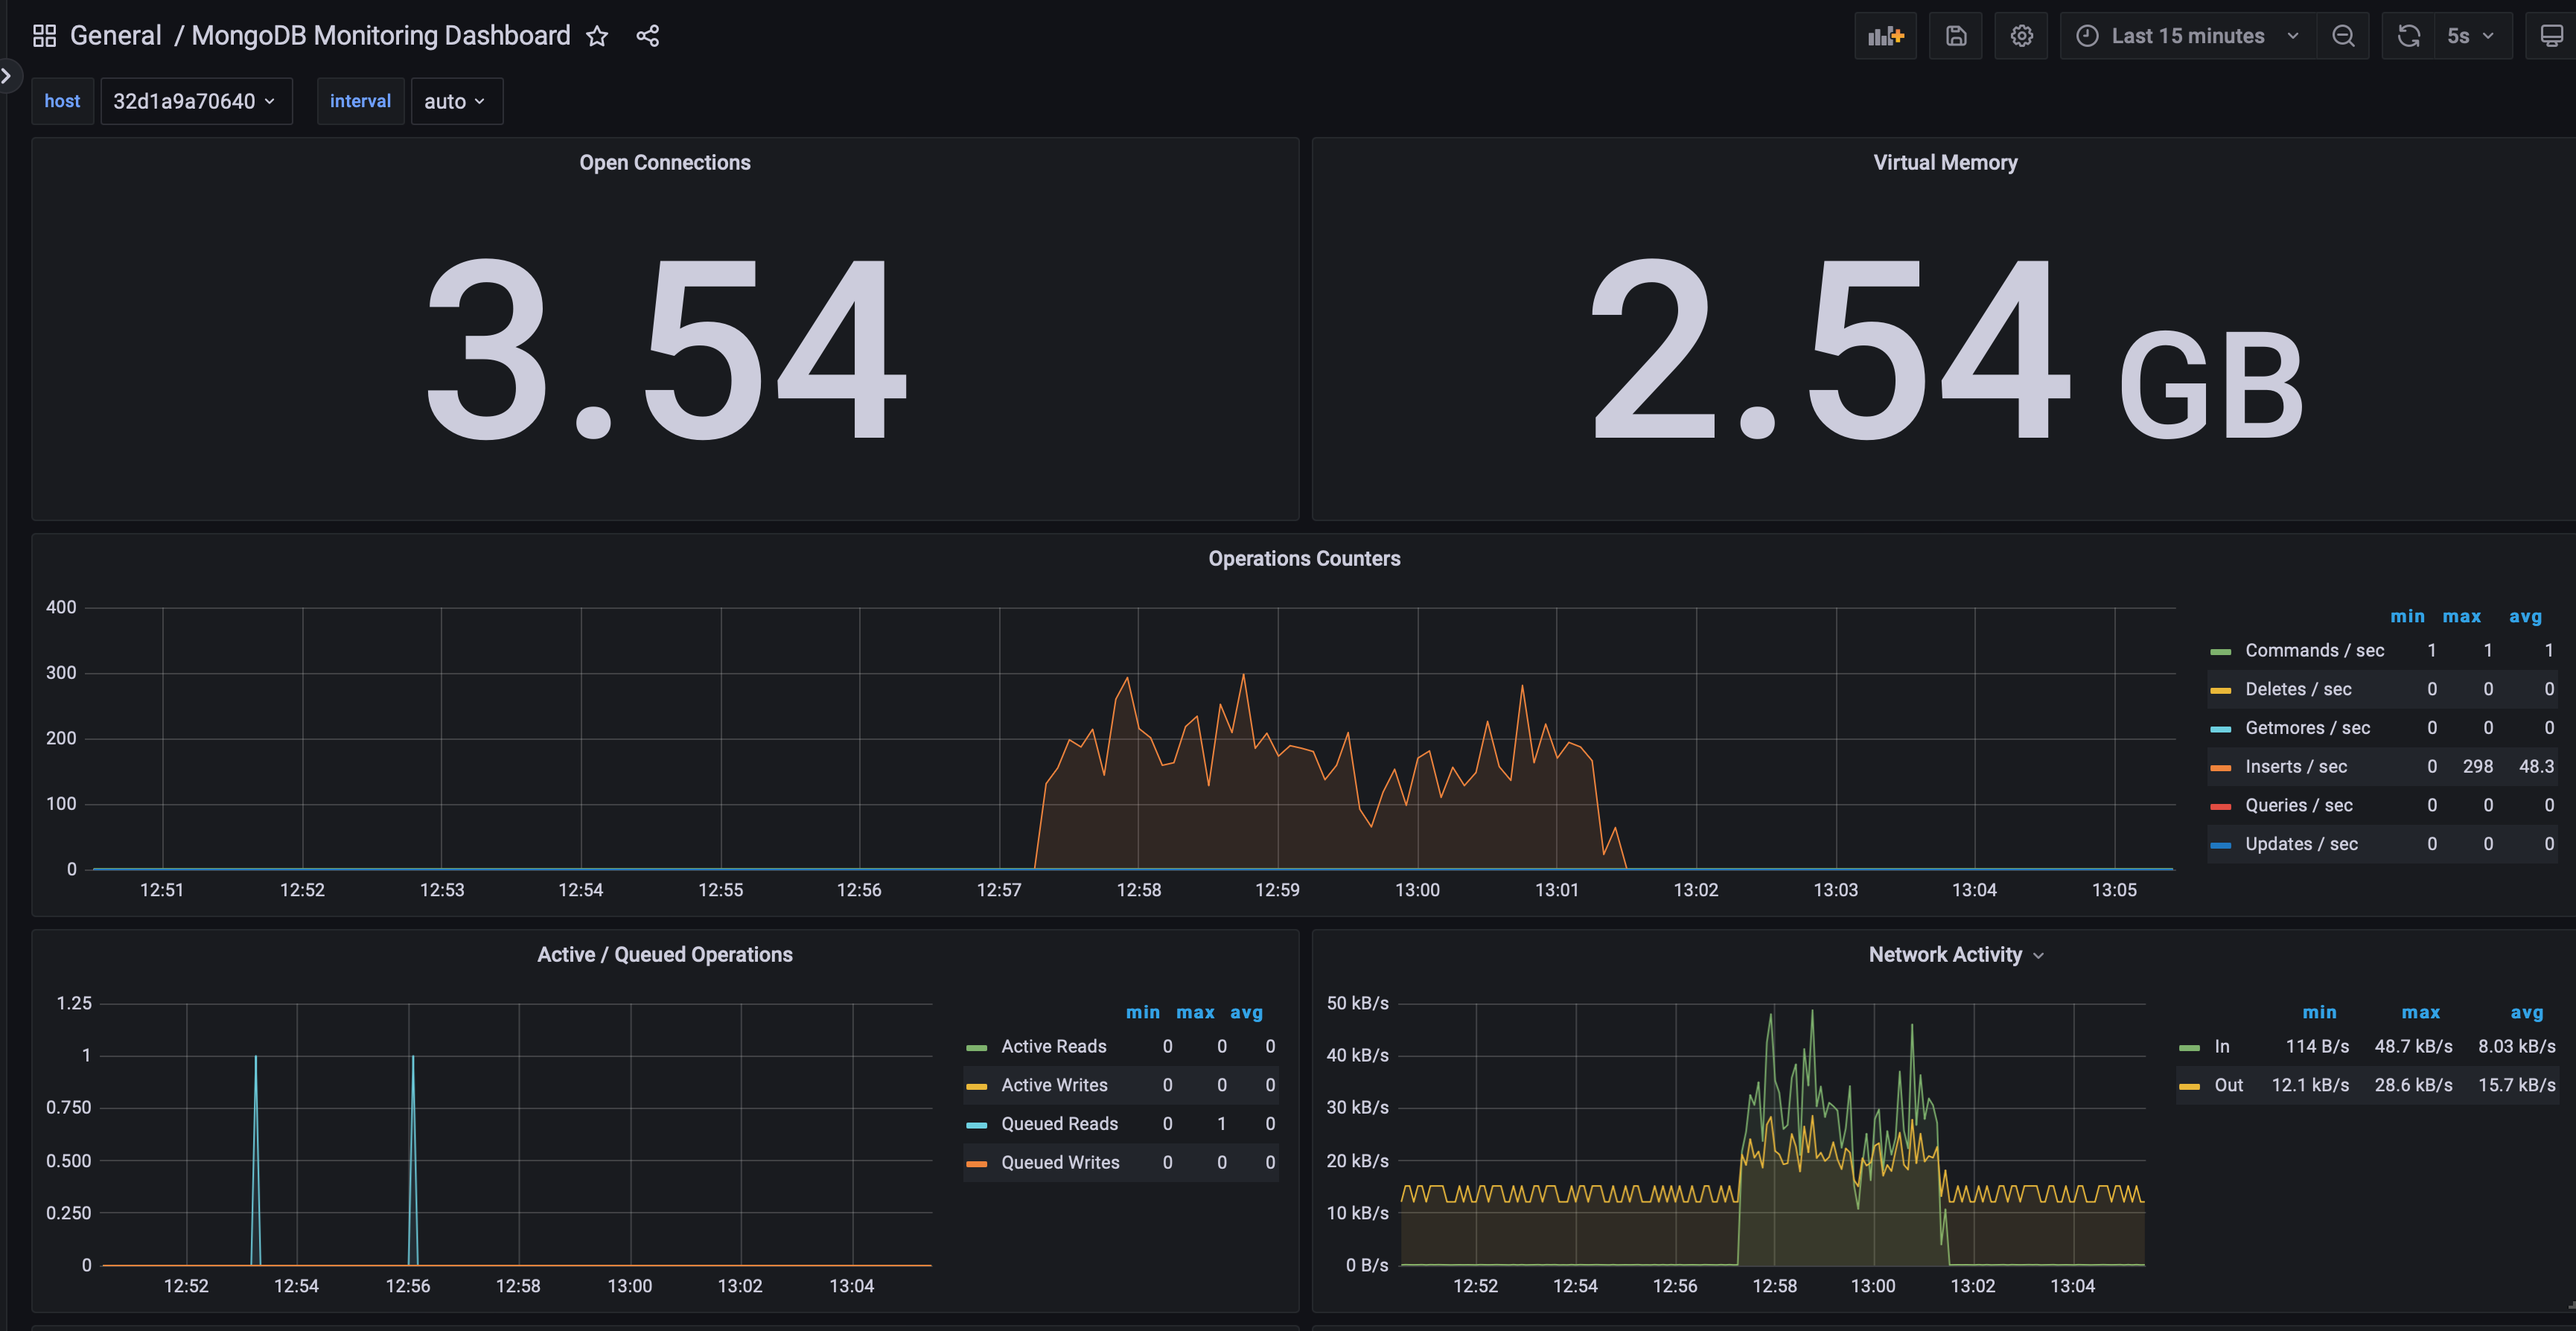 General / MongoDB Monitoring Dashboard
Last 15 minutes
5s
host 32d1a9a70640 interval auto
Open Connections
3.54
Virtual Memory
2.54 GB
Operations Counters
400
300
200
100
0
12:51 12:52 12:53 12:54 12:55 12:56 12:57 12:58 12:59 13:00 13:01 13:02 13:03 13:04 13:05
min max avg
Commands / sec 1 1 1
Deletes / sec 0 0 0
Getmores / sec 0 0 0
Inserts / sec 0 298 48.3
Queries / sec 0 0 0
Updates / sec 0 0 0
Active / Queued Operations
1.25
1
0.750
0.500
0.250
0
12:52 12:54 12:56 12:58 13:00 13:02 13:04
min max avg
Active Reads 0 0 0
Active Writes 0 0 0
Queued Reads 0 1 0
Queued Writes 0 0 0
Network Activity
50 kB/s
40 kB/s
30 kB/s
20 kB/s
10 kB/s
0 B/s
12:52 12:54 12:56 12:58 13:00 13:02 13:04
min max avg
In 114 B/s 48.7 kB/s 8.03 kB/s
Out 12.1 kB/s 28.6 kB/s 15.7 kB/s